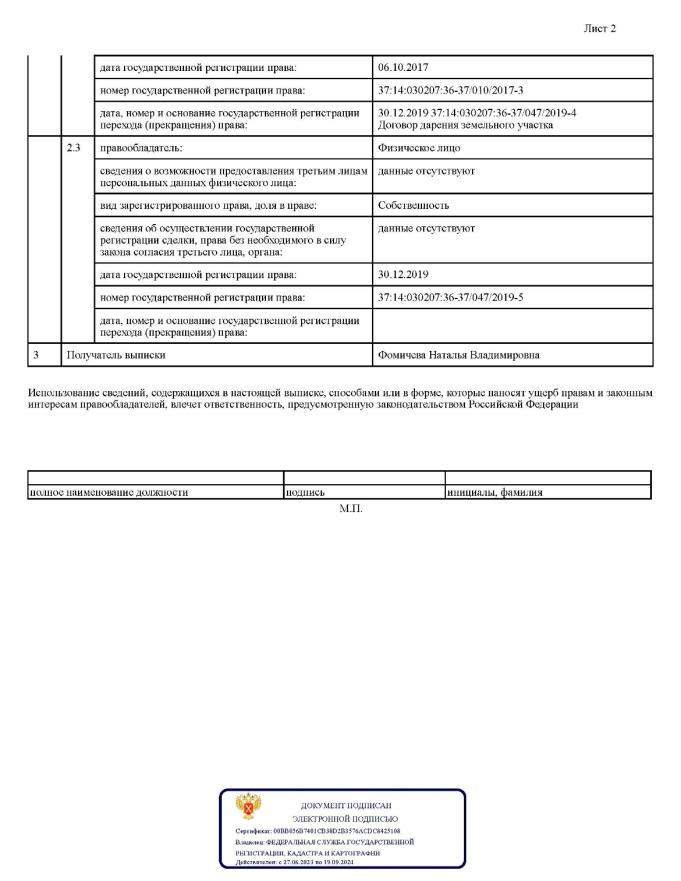 Лист 2
дата государственной регистрации права:
06.10.2017
номер государственной регистрации права:
37:14:030207:36-37/010/2017-3
дата, номер и основание государственной регистрации
перехода (прекращения) права:
30.12.2019 37:14:030207:36-37/047/2019-4
Договор дарения земельного участка
2.3
правообладатель:
Физическое лицо
сведения о возможности предоставления третьим лицам
персональных данных физического лица:
данные отсутствуют
вид зарегистрированного права, доля в праве:
Собственность
сведения об осуществлении государственной
регистрации сделки, права без необходимого в силу
закона согласия третьего лица, органа:
данные отсутствуют
дата государственной регистрации права:
30.12.2019
номер государственной регистрации права:
37:14:030207:36-37/047/2019-5
дата, номер и основание государственной регистрации
перехода (прекращения) права:
3
Получатель выписки
Фомичева Наталья Владимировна
Использование сведений, содержащихся в настоящей выписке, способами или в форме, которые наносят ущерб правам и законным
интересам правообладателей, влечет ответственность, предусмотренную законодательством Российской Федерации
полное наименование должности
подпись
инициалы, фамилия
М.П.
ДОКУМЕНТ ПОДПИСАН
ЭЛЕКТРОННОЙ ПОДПИСЬЮ
Сертификат: 00BB056B7401CB38D2B3576ACDC8425108
Владелец: ФЕДЕРАЛЬНАЯ СЛУЖБА ГОСУДАРСТВЕННОЙ
РЕГИСТРАЦИИ, КАДАСТРА И КАРТОГРАФИИ
Действителен: с 27.06.2023 по 19.09.2024